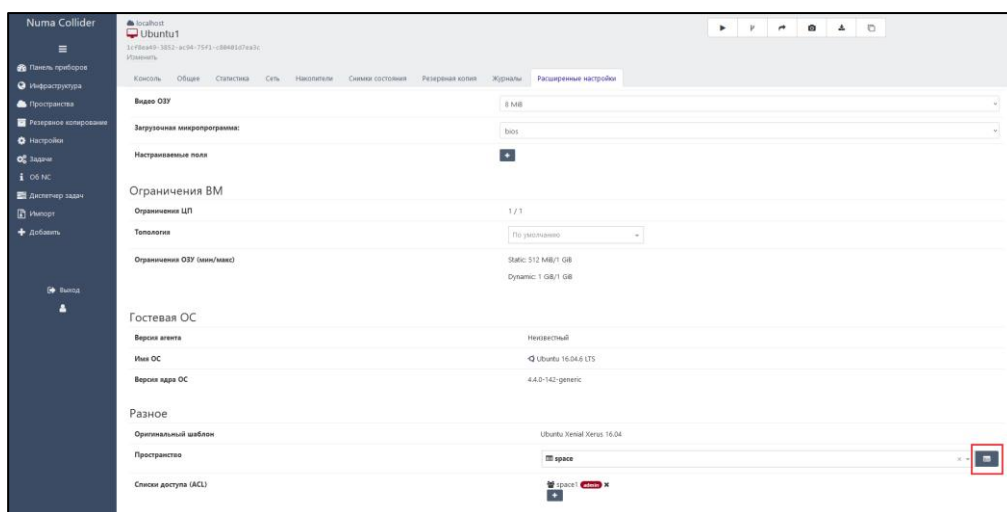 Numa Collider
Панель приборов
Инфраструктура
Пространства
Резервное копирование
Настройки
Задачи
Об NC
Диспетчер задач
Импорт
Добавить
Выход
localhost
Ubuntu1
Изменить
Консоль Общее Статистика Сеть Накопители Снимки состояния Резервная копия Журналы Расширенные настройки
Видео ОЗУ 8 MiB
Загрузочная микропрограмма: bios
Настраиваемые поля
Ограничения ВМ
Ограничения ЦП 1 / 1
Топология По умолчанию
Ограничения ОЗУ (мин/макс) Static: 512 MiB/1 GiB
Dynamic: 1 GiB/1 GiB
Гостевая ОС
Версия агента Неизвестный
Имя ОС Ubuntu 16.04.6 LTS
Версия ядра ОС 4.4.0-142-generic
Разное
Оригинальный шаблон Ubuntu Xenial Xerus 16.04
Пространство space
Списки доступа (ACL) space1 admin